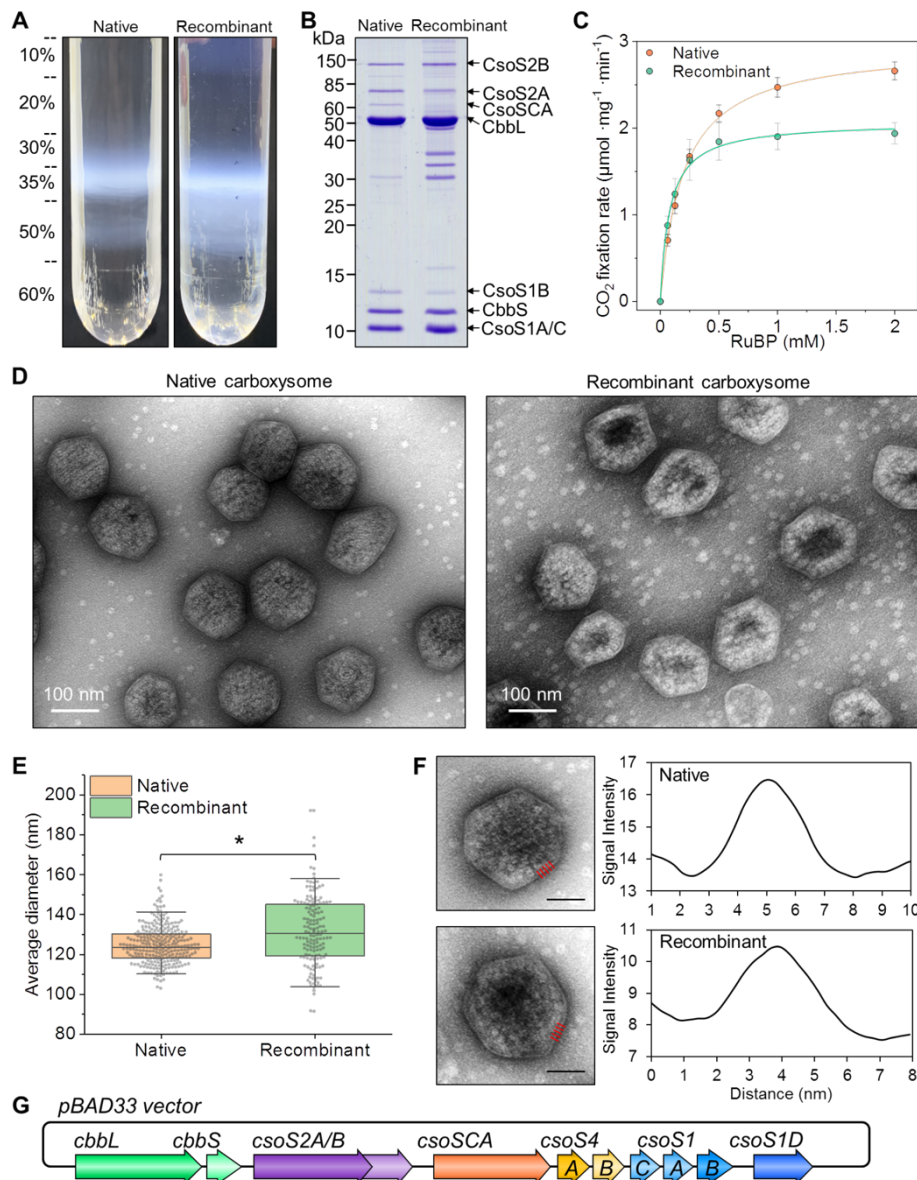 A
Native
Recombinant
10%
20%
30%
35%
50%
60%
B
kDa
Native
Recombinant
150
85
60
50
40
30
25
20
15
10
CsoS2B
CsoS2A
CsoSCA
CbbL
CsoS1B
CbbS
CsoS1A/C
C
CO2 fixation rate (μmol ·mg-1 ·min-1)
3
2
1
0
Native
Recombinant
0
0.5
1.0
1.5
2
RuBP (mM)
D
Native carboxysome
Recombinant carboxysome
100 nm
100 nm
E
Average diameter (nm)
200
180
160
140
120
100
80
Native
Recombinant
*
Native
Recombinant
F
Signal Intensity
17
16
15
14
13
Native
1 2 3 4 5 6 7 8 9 10
Signal Intensity
11
10
9
8
7
Recombinant
0 1 2 3 4 5 6 7 8
Distance (nm)
G
pBAD33 vector
cbbL cbbS csoS2A/B csoSCA csoS4 csoS1 csoS1D
A B C A B